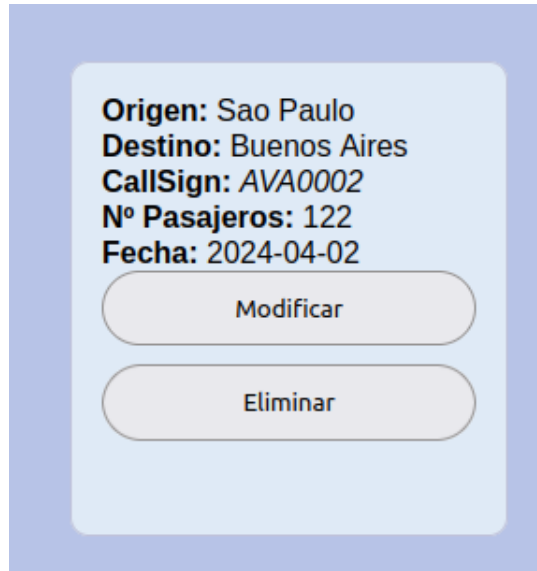 Origen: Sao Paulo
Destino: Buenos Aires
CallSign: AVA0002
Nº Pasajeros: 122
Fecha: 2024-04-02
Modificar
Eliminar